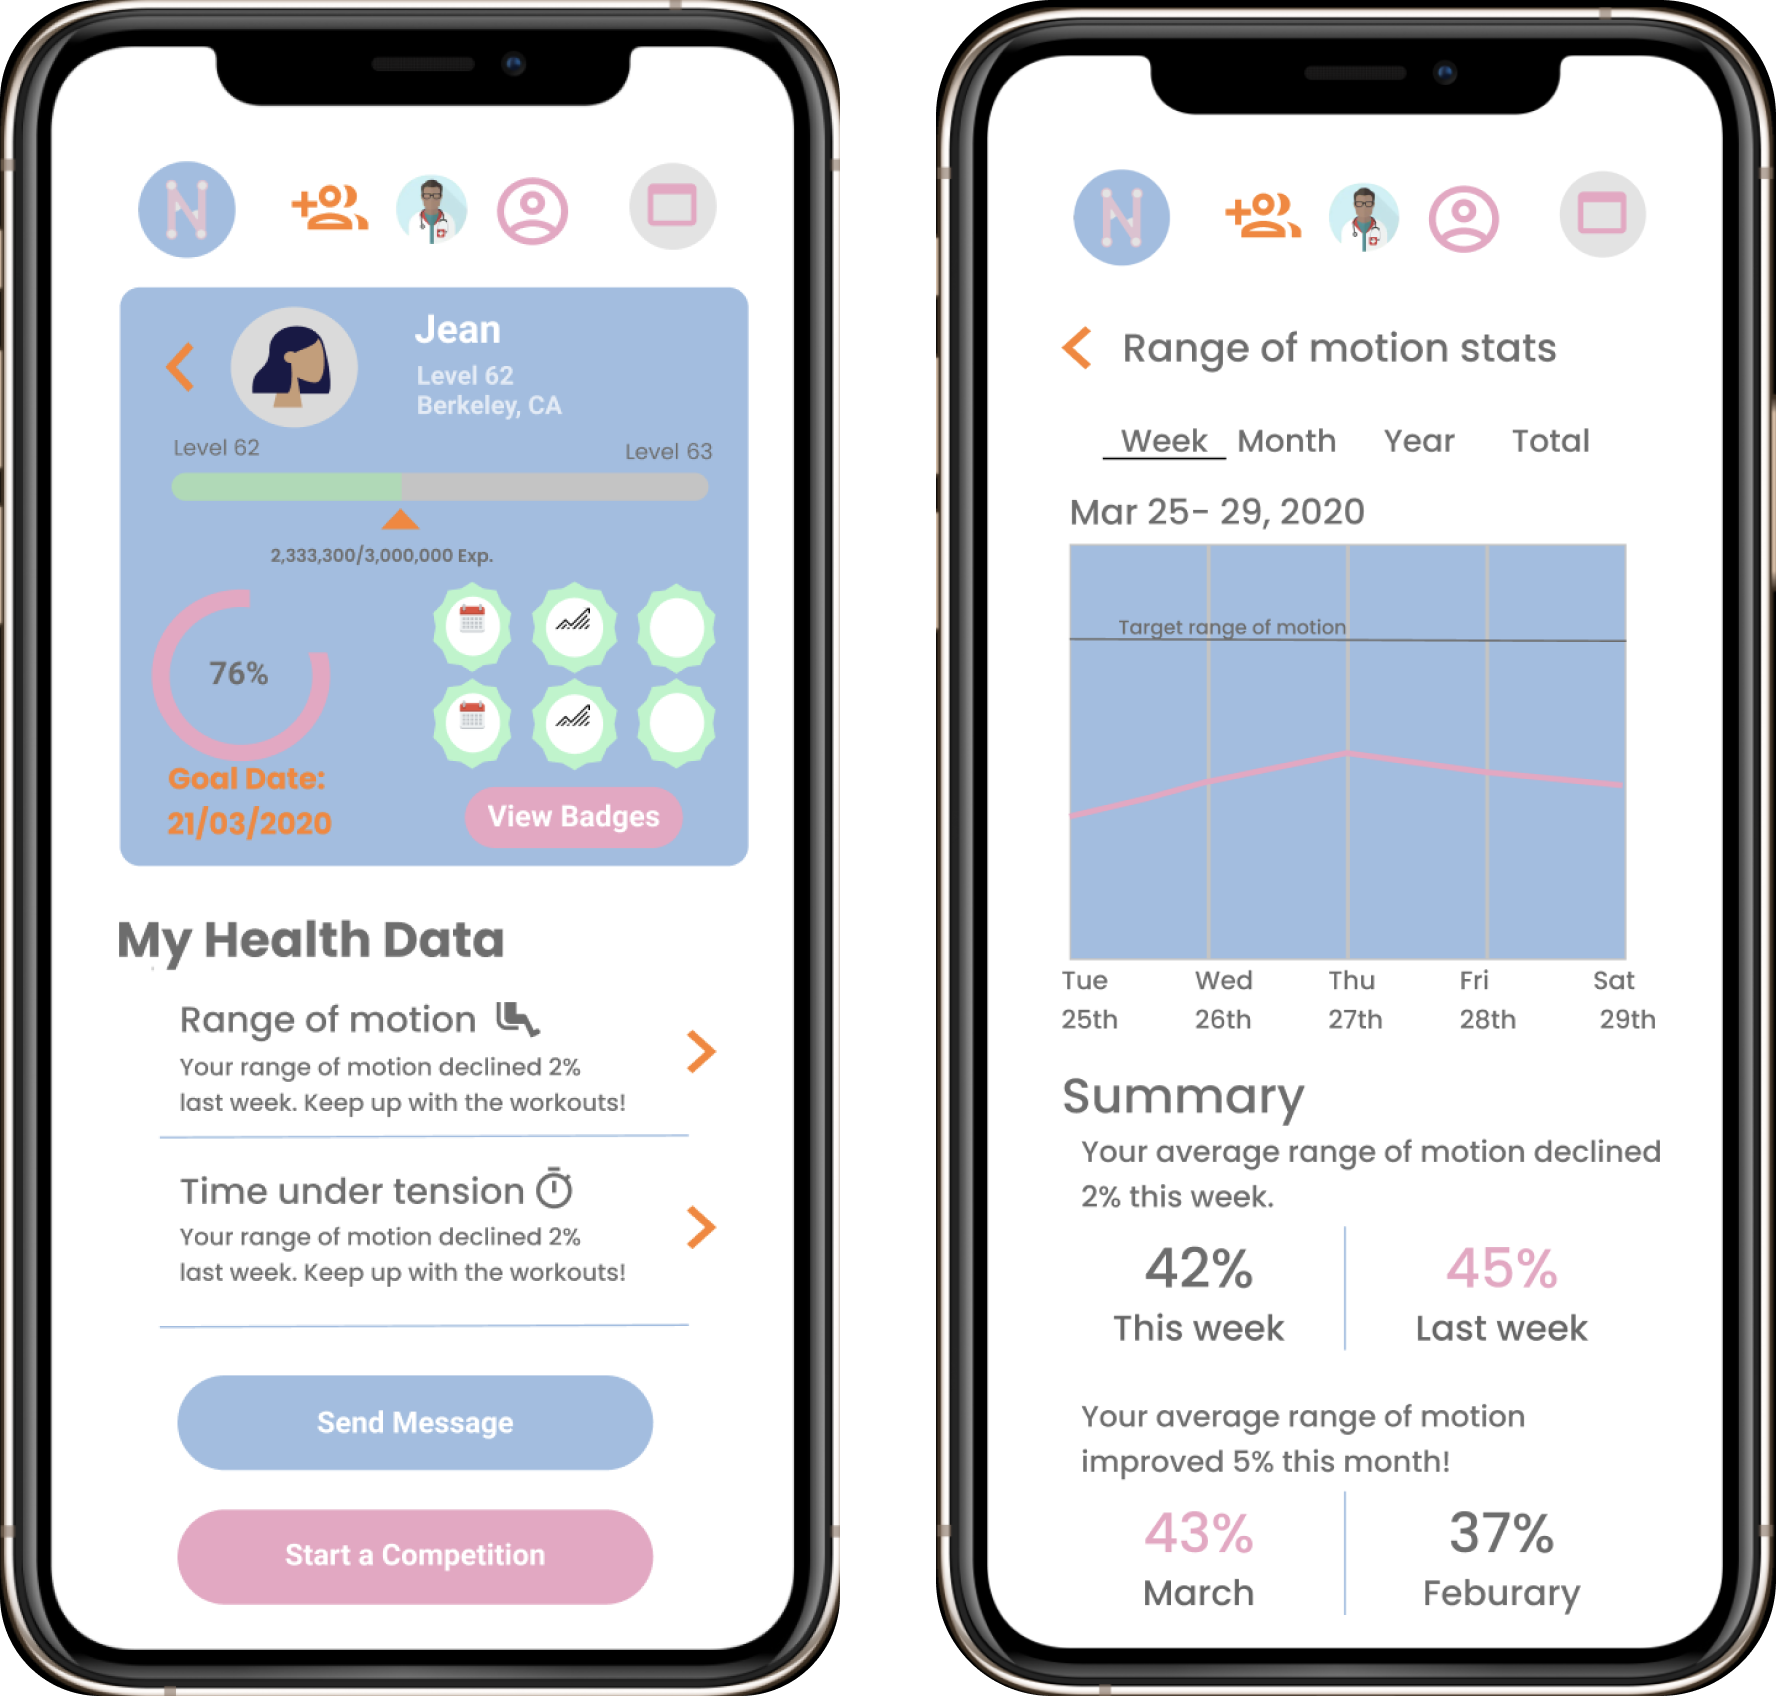 N
Jean
Level 62
Berkeley, CA
Level 62
Level 63
2,333,300/3,000,000 Exp.
76%
Goal Date:
21/03/2020
View Badges
My Health Data
Range of motion
Your range of motion declined 2%
last week. Keep up with the workouts!
Time under tension
Your range of motion declined 2%
last week. Keep up with the workouts!
Send Message
Start a Competition
N
Range of motion stats
Week Month Year Total
Mar 25- 29, 2020
Target range of motion
Tue Wed Thu Fri Sat
25th 26th 27th 28th 29th
Summary
Your average range of motion declined
2% this week.
42% 45%
This week Last week
Your average range of motion
improved 5% this month!
43% 37%
March Feburary